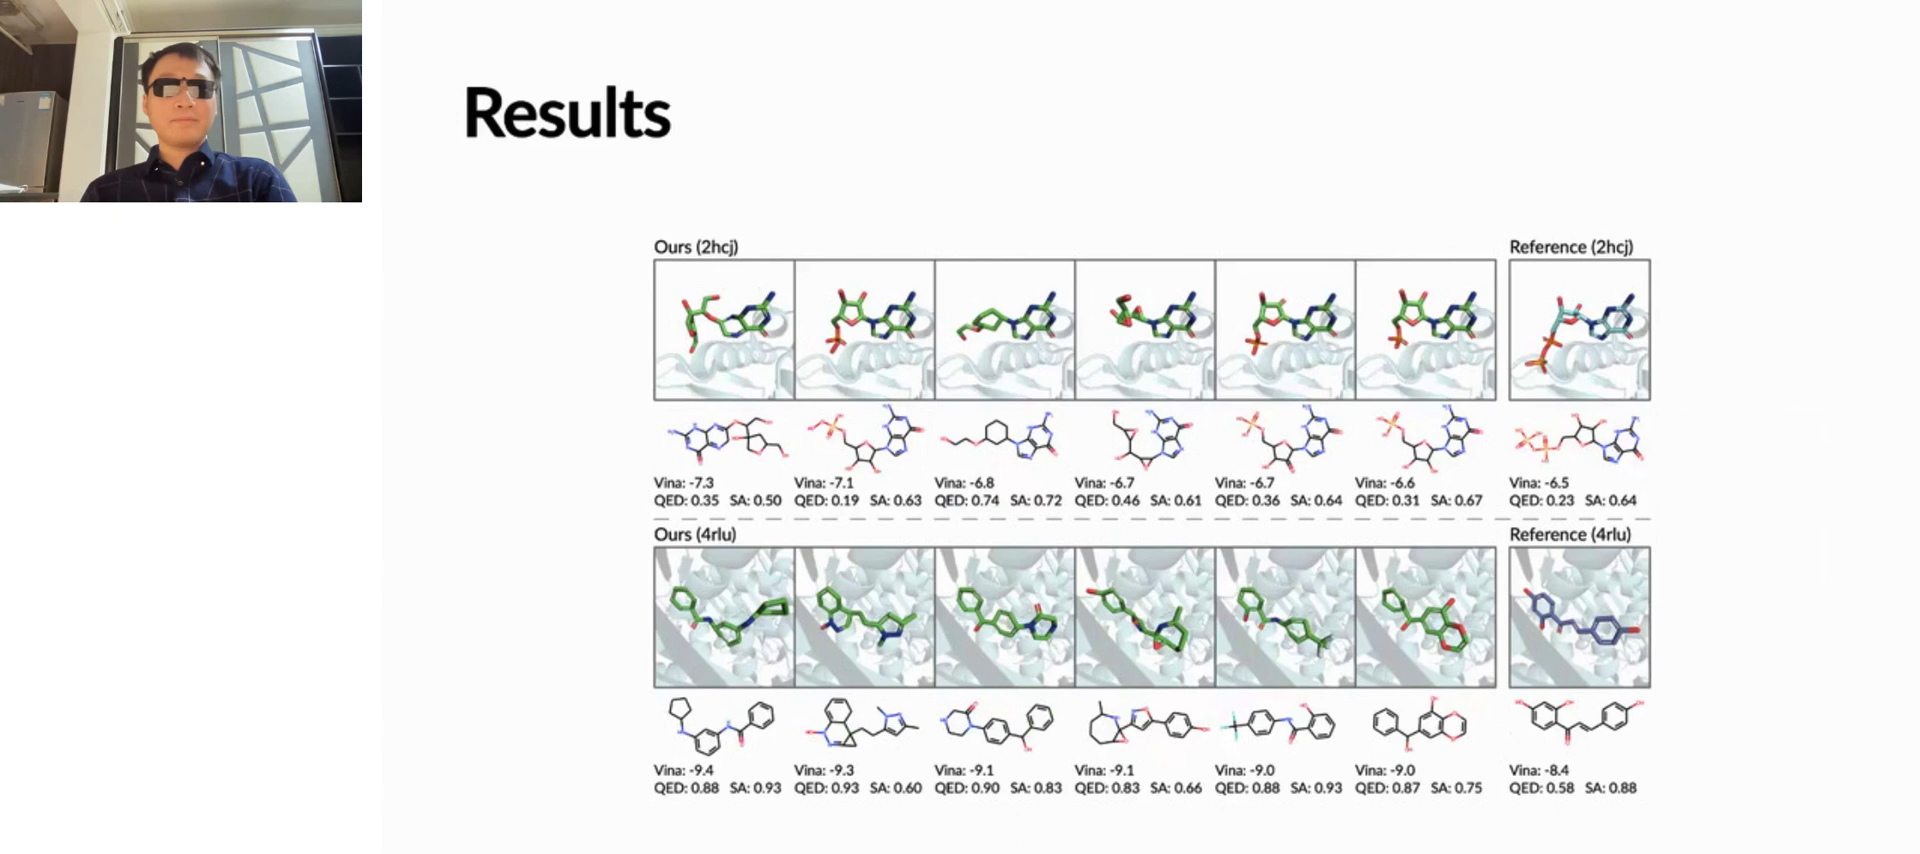 Results
Ours (2hcj) Reference (2hcj)
Vina: -7.3 Vina: -7.1 Vina: -6.8 Vina: -6.7 Vina: -6.7 Vina: -6.6 Vina: -6.5
QED: 0.35 SA: 0.50 QED: 0.19 SA: 0.63 QED: 0.74 SA: 0.72 QED: 0.46 SA: 0.61 QED: 0.36 SA: 0.64 QED: 0.31 SA: 0.67 QED: 0.23 SA: 0.64
Ours (4rlu) Reference (4rlu)
Vina: -9.4 Vina: -9.3 Vina: -9.1 Vina: -9.1 Vina: -9.0 Vina: -9.0 Vina: -8.4
QED: 0.88 SA: 0.93 QED: 0.93 SA: 0.60 QED: 0.90 SA: 0.83 QED: 0.83 SA: 0.66 QED: 0.88 SA: 0.93 QED: 0.87 SA: 0.75 QED: 0.58 SA: 0.88